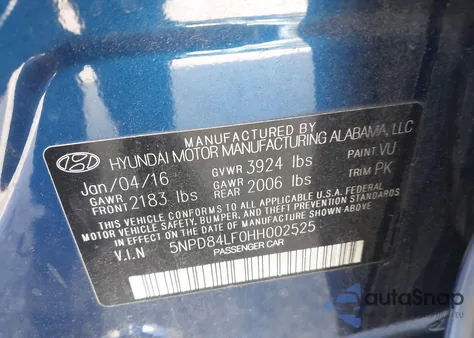 MANUFACTURED BY
HYUNDAI MOTOR MANUFACTURING ALABAMA, LLC
Jan/04/16 GVWR 3924 lbs PAINT VU
GAWR FRONT 2183 lbs GAWR REAR 2006 lbs TRIM PK
THIS VEHICLE CONFORMS TO ALL APPLICABLE U.S.A. FEDERAL
MOTOR VEHICLE SAFETY, BUMPER, AND THEFT PREVENTION
STANDARDS IN EFFECT ON THE DATE OF MANUFACTURE SHOWN ABOVE.
V.I.N 5NPD84LF0HH002525
PASSENGER CAR
autaSnap